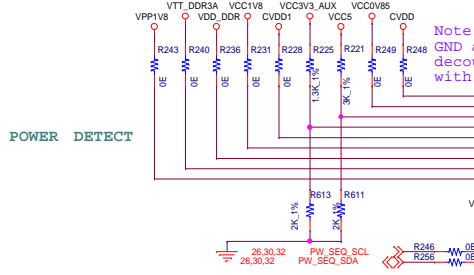 VTT_DDR3A VCC1V8 VCC3V3_AUX VCC0V85
VPP1V8 VDD_DDR CVDD1 VCC5 CVDD
R243 R240 R236 R231 R228 R225 R221 R249 R248
0E 0E 0E 0E 0E 1.3K_1% 3K_1% 0E 0E
Note
GND a
decou
with
POWER DETECT
R613 R611
2K_1% 2K_1%
V
26,30,32 PW_SEQ_SCL
26,30,32 PW_SEQ_SDA
R246 0E
R256 0E